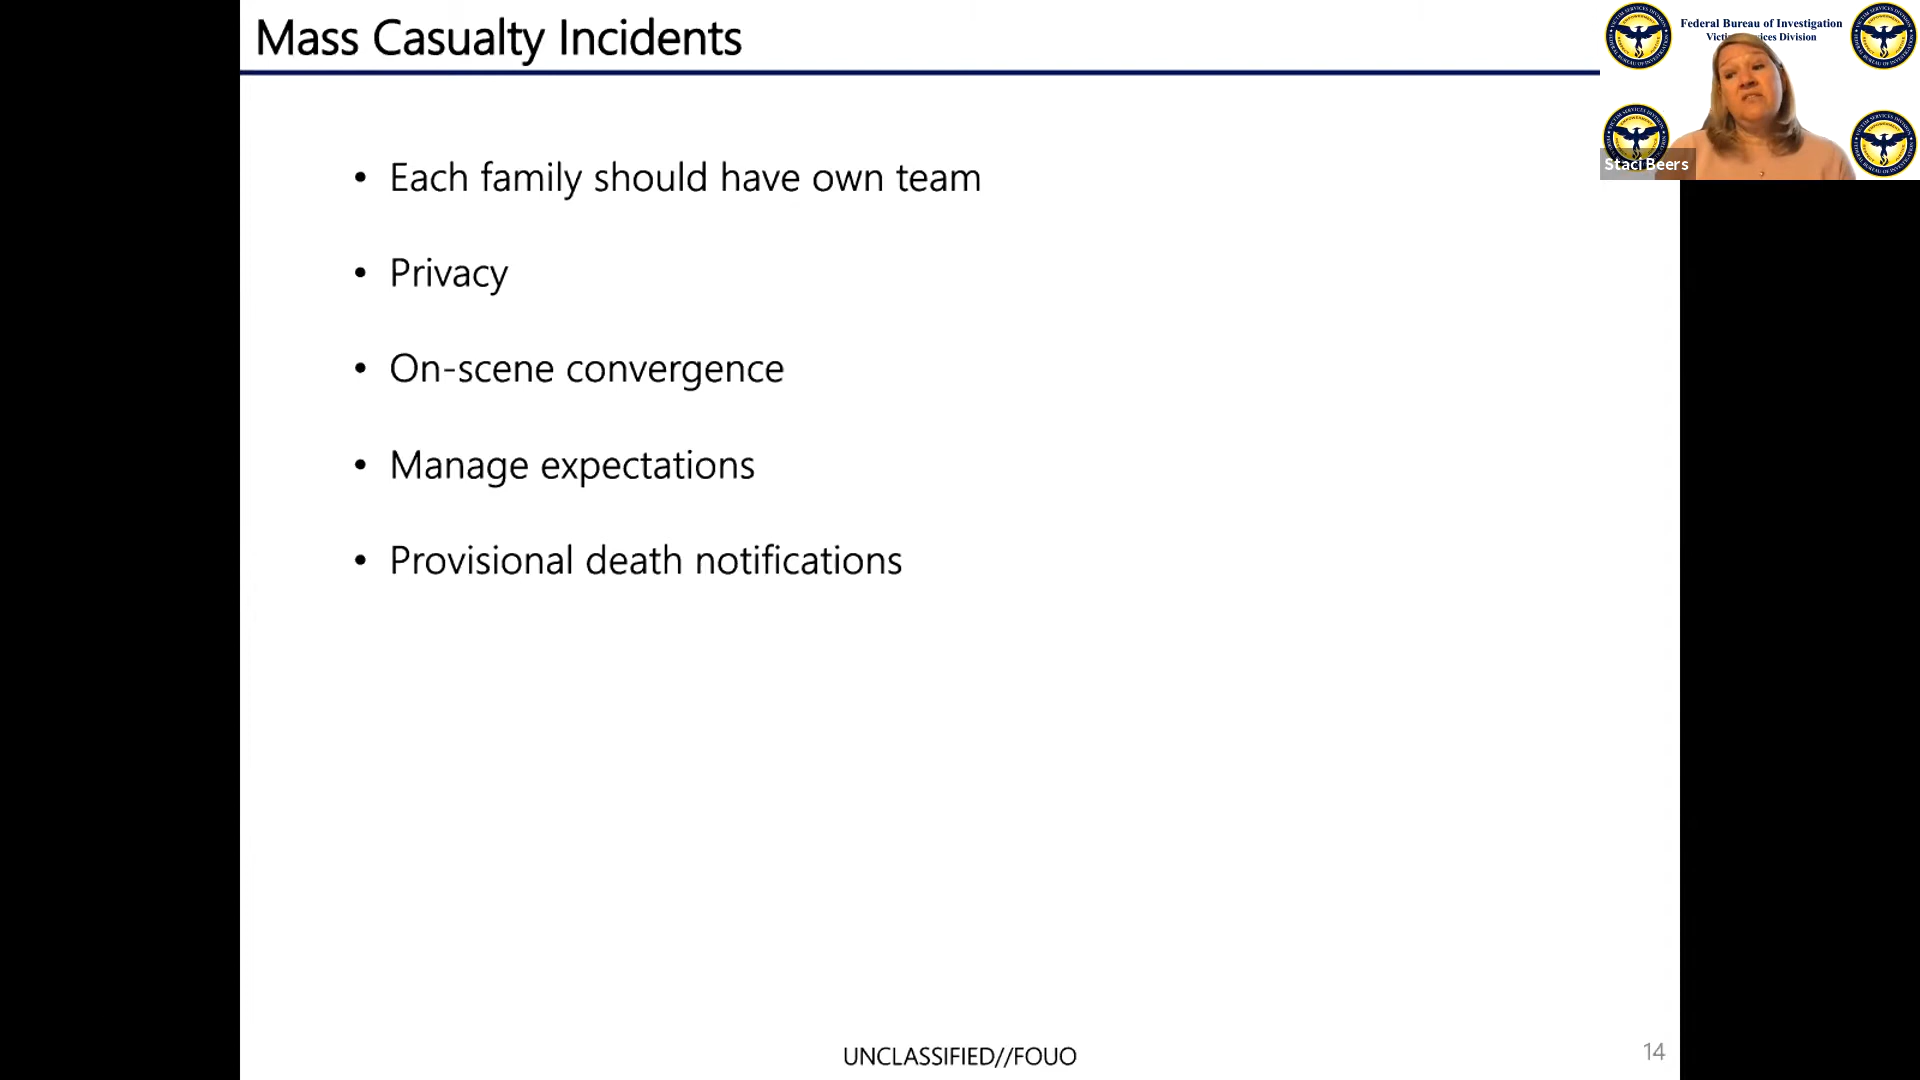 Mass Casualty Incidents
Federal Bureau of Investigation
Services Division
Staci Beers
• Each family should have own team
• Privacy
• On-scene convergence
• Manage expectations
• Provisional death notifications
UNCLASSIFIED//FOUO
14